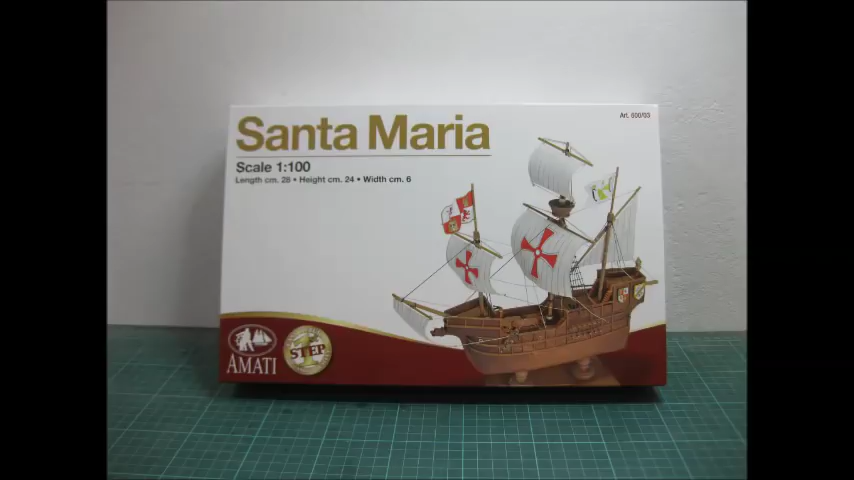 Santa Maria
Art. 600/03
Scale 1:100
Length cm. 28 • Height cm. 24 • Width cm. 6
AMATI
1
STEP